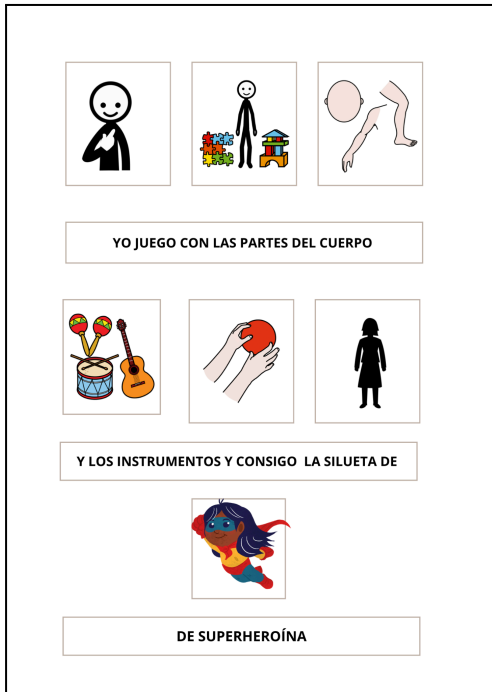 YO JUEGO CON LAS PARTES DEL CUERPO
Y LOS INSTRUMENTOS Y CONSIGO LA SILUETA DE
DE SUPERHEROÍNA